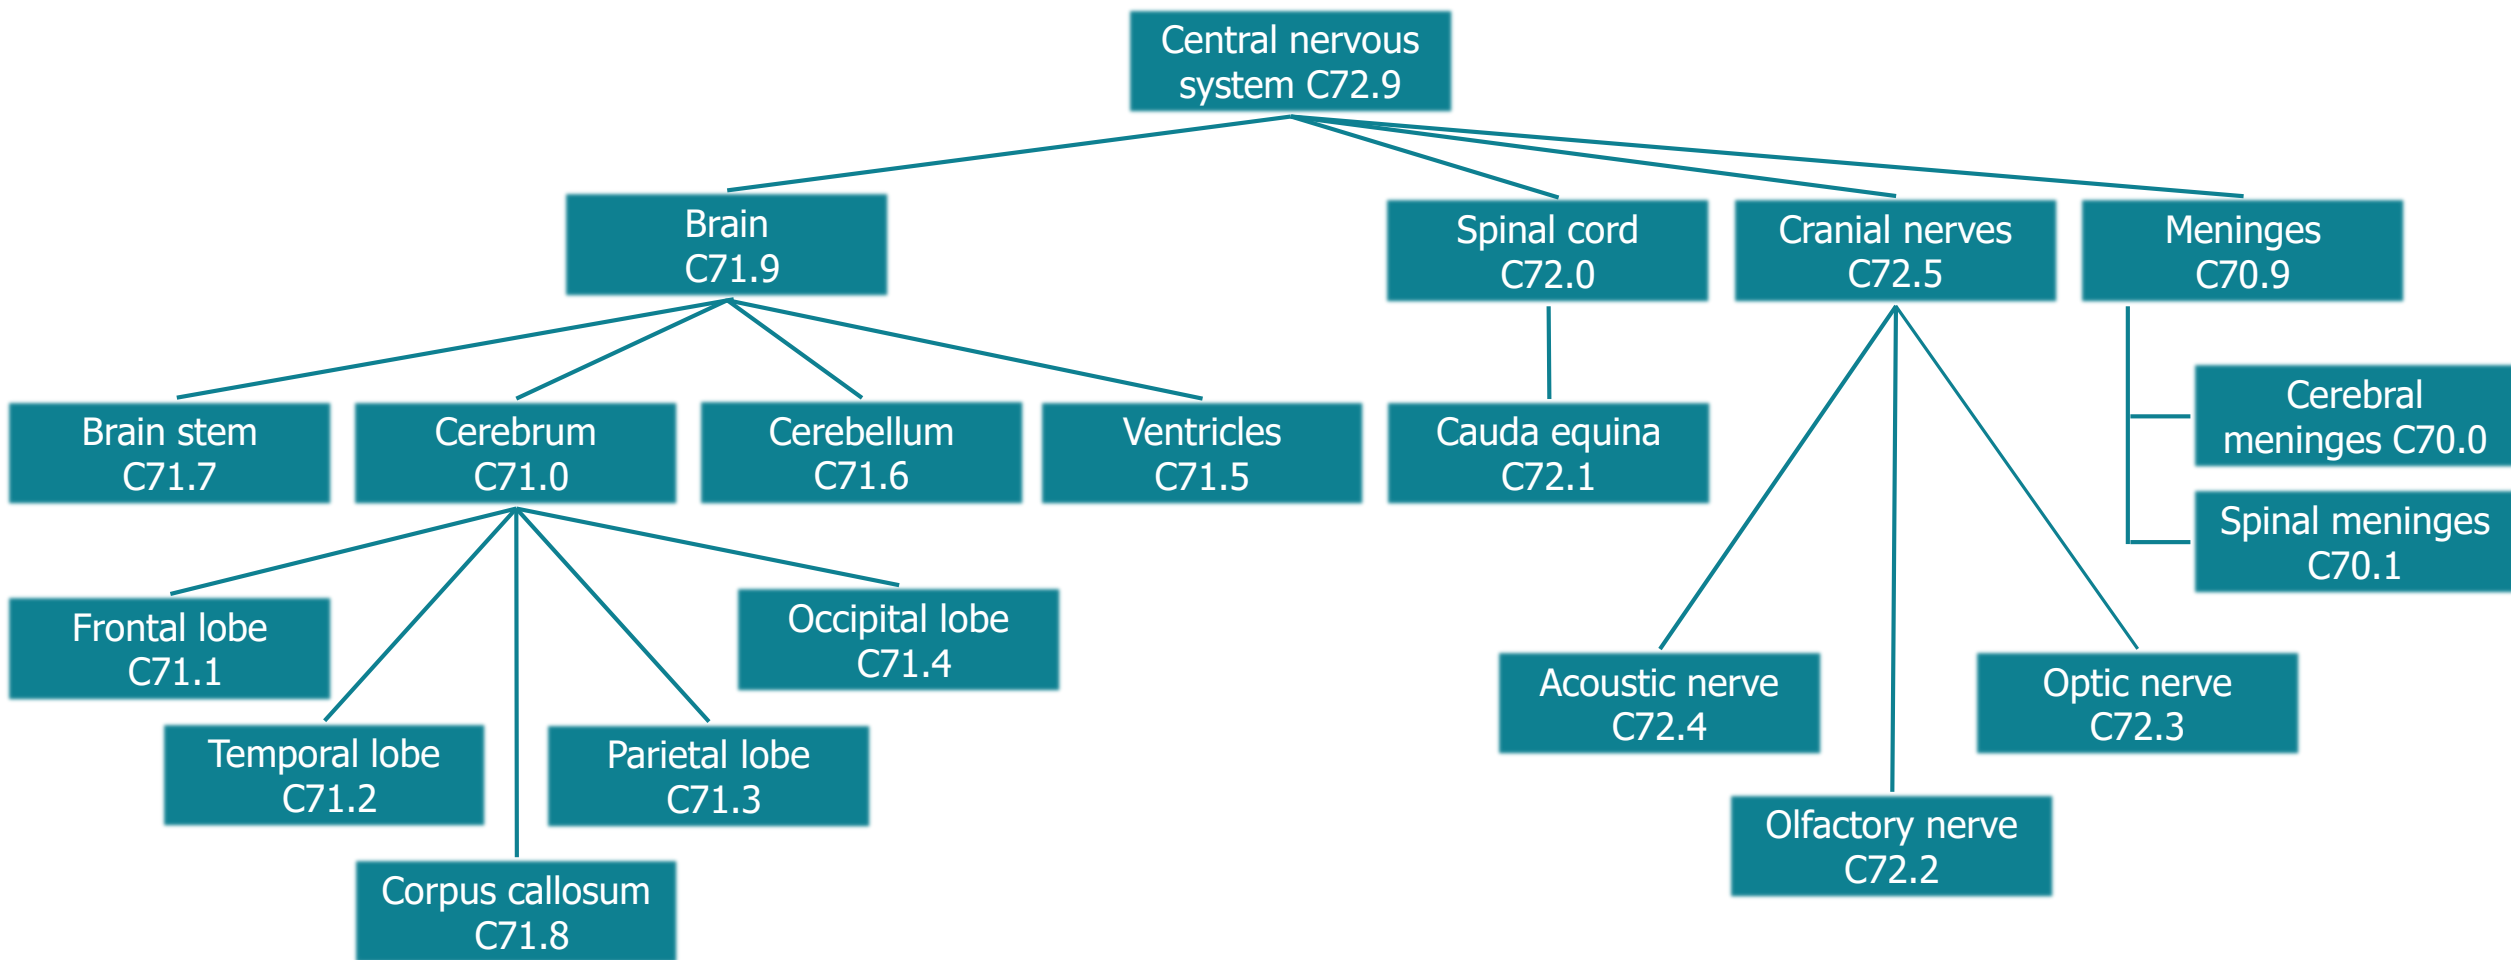 Central nervous
system C72.9
Brain
C71.9
Spinal cord
C72.0
Cranial nerves
C72.5
Meninges
C70.9
Brain stem
C71.7
Cerebrum
C71.0
Cerebellum
C71.6
Ventricles
C71.5
Cauda equina
C72.1
Cerebral
meninges C70.0
Spinal meninges
C70.1
Frontal lobe
C71.1
Temporal lobe
C71.2
Corpus callosum
C71.8
Parietal lobe
C71.3
Occipital lobe
C71.4
Acoustic nerve
C72.4
Olfactory nerve
C72.2
Optic nerve
C72.3